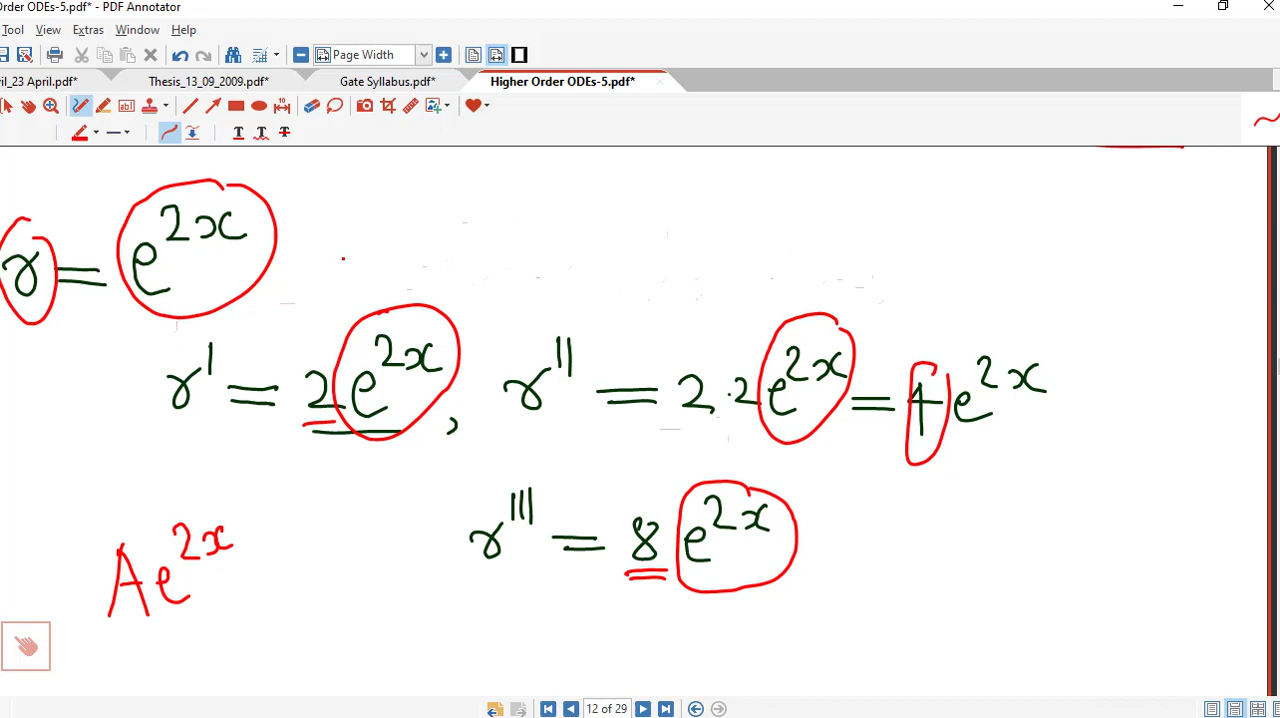 Order ODEs-5.pdf* - PDF Annotator
Tool View Extras Window Help
Page Width
il_23 April.pdf* Thesis_13_09_2009.pdf* Gate Syllabus.pdf* Higher Order ODEs-5.pdf*
r = e^{2x}
r' = 2e^{2x}, r'' = 2·2e^{2x} = 4e^{2x}
r''' = 8e^{2x}
Ae^{2x}
12 of 29